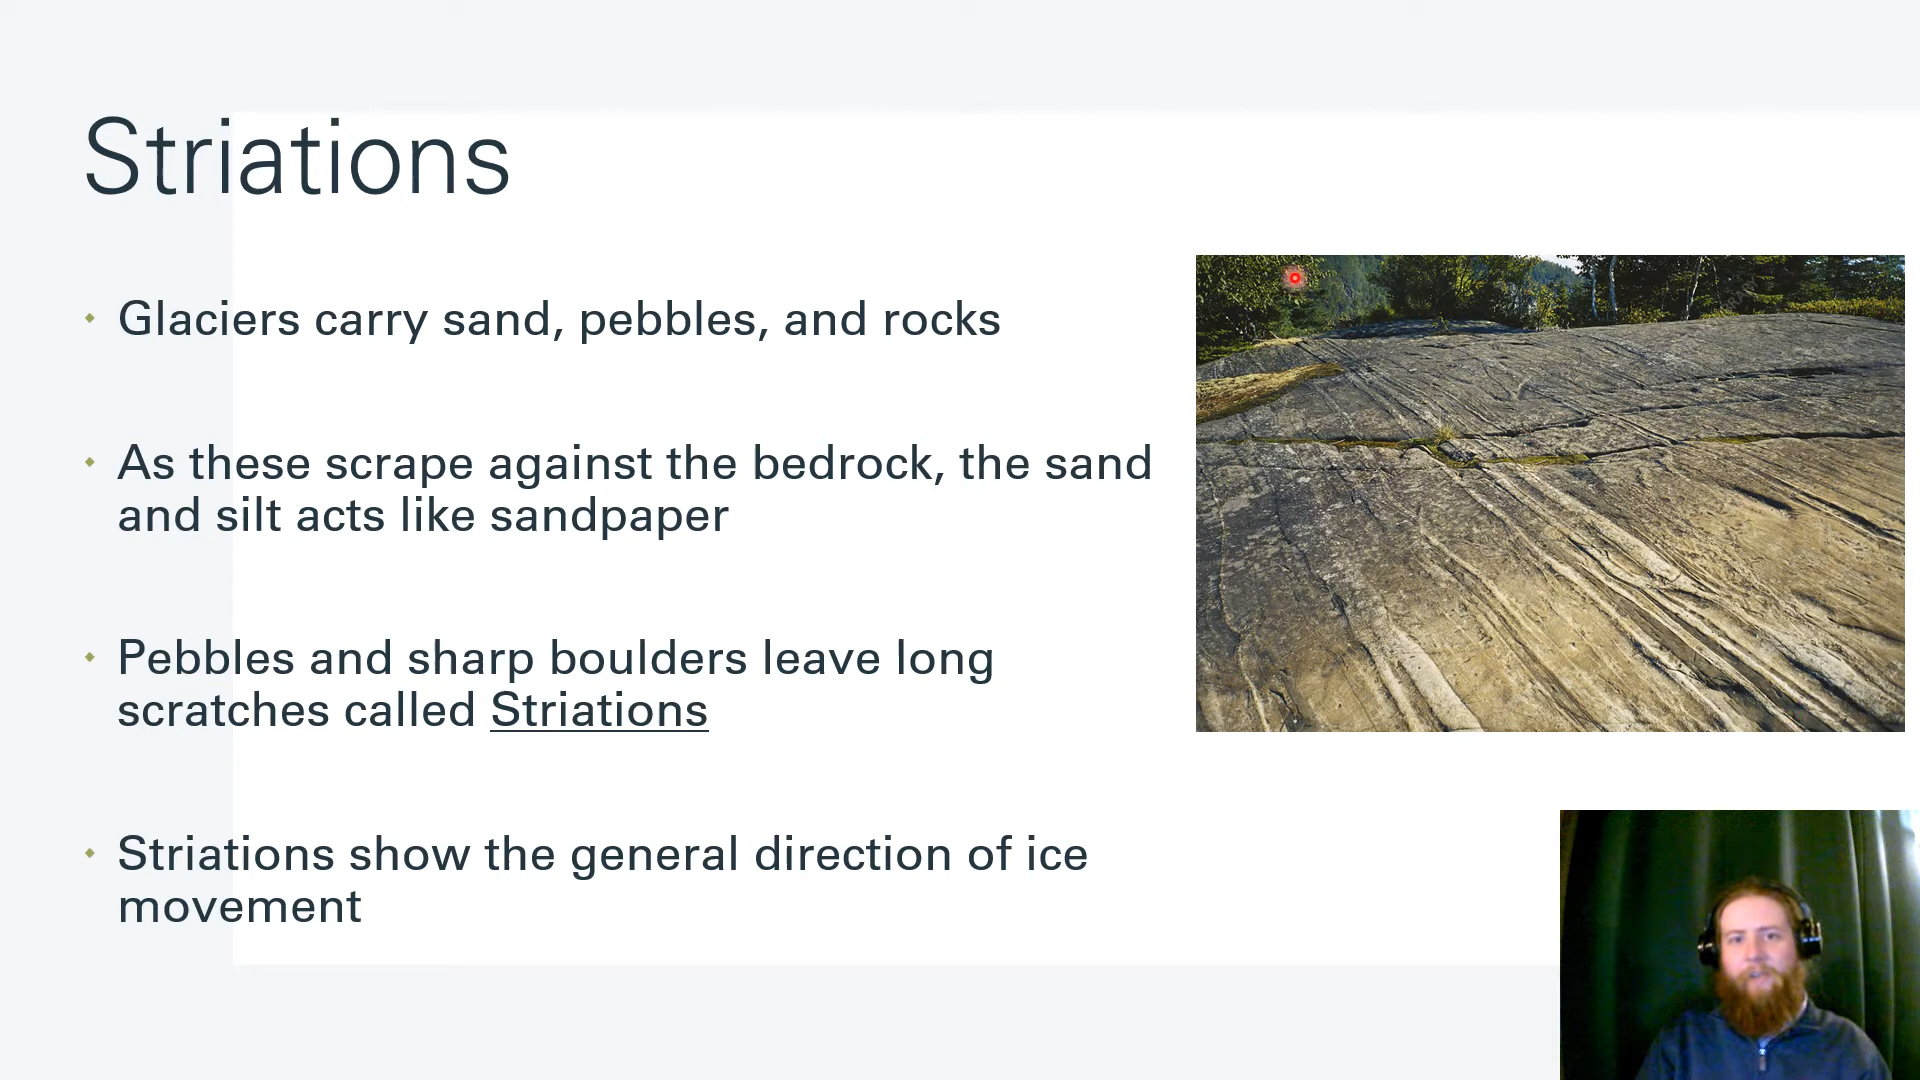 Striations
Glaciers carry sand, pebbles, and rocks
As these scrape against the bedrock, the sand
and silt acts like sandpaper
Pebbles and sharp boulders leave long
scratches called Striations
Striations show the general direction of ice
movement